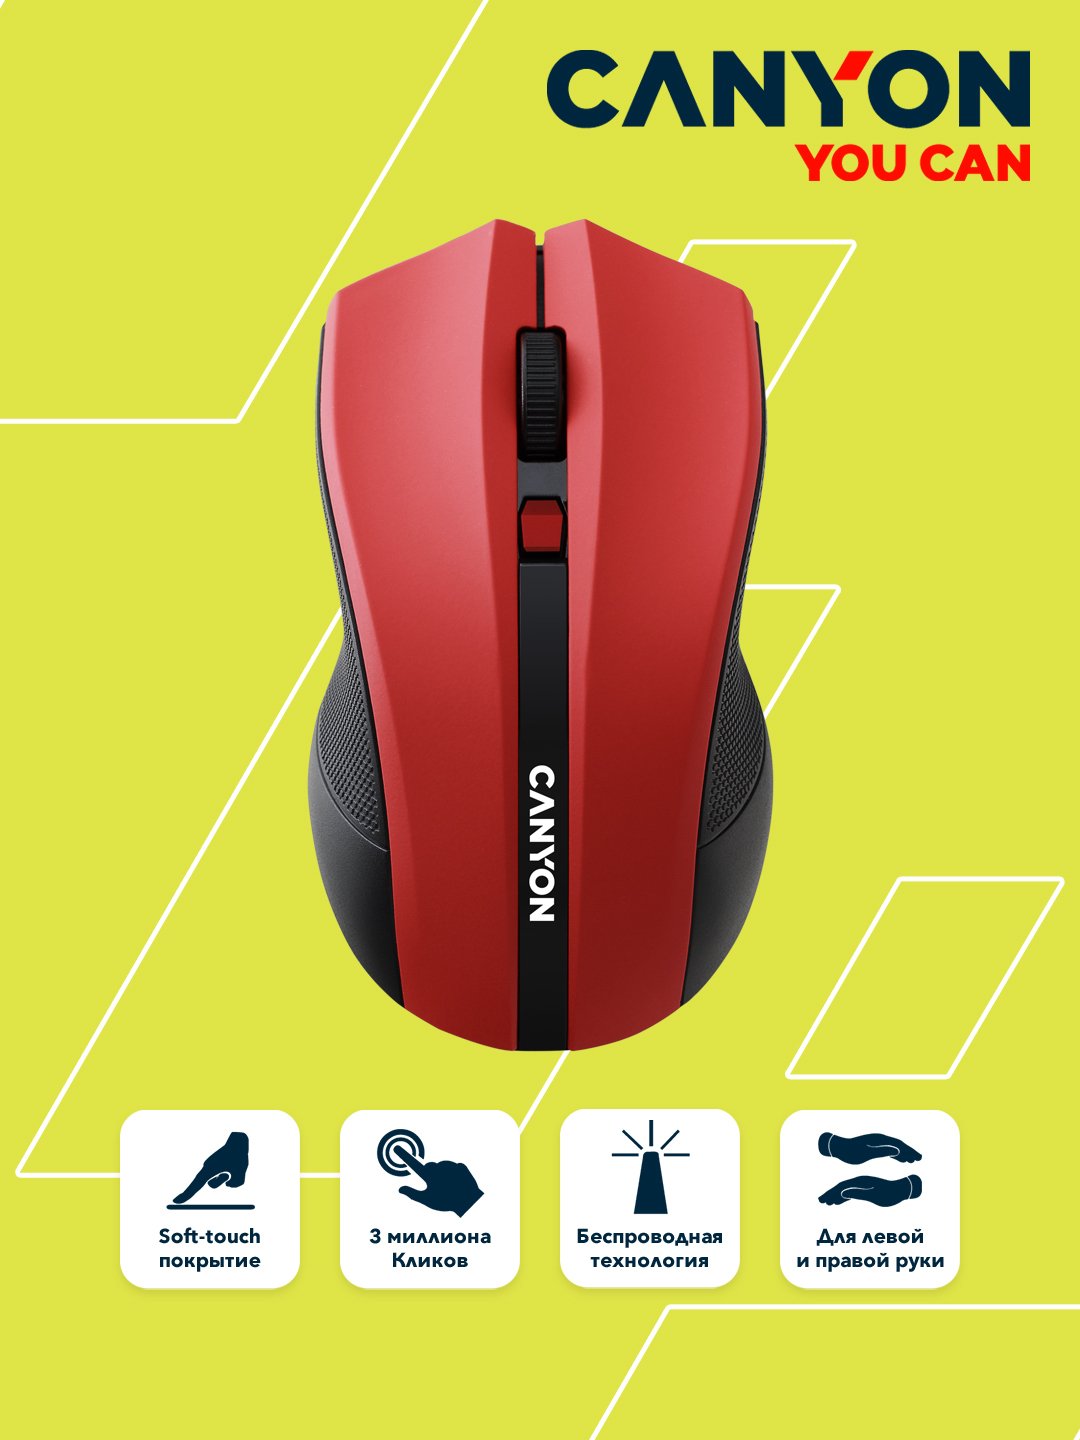 CANYON
YOU CAN
CANYON
Soft-touch
покрытие
3 миллиона
Кликов
Беспроводная
технология
Для левой
и правой руки